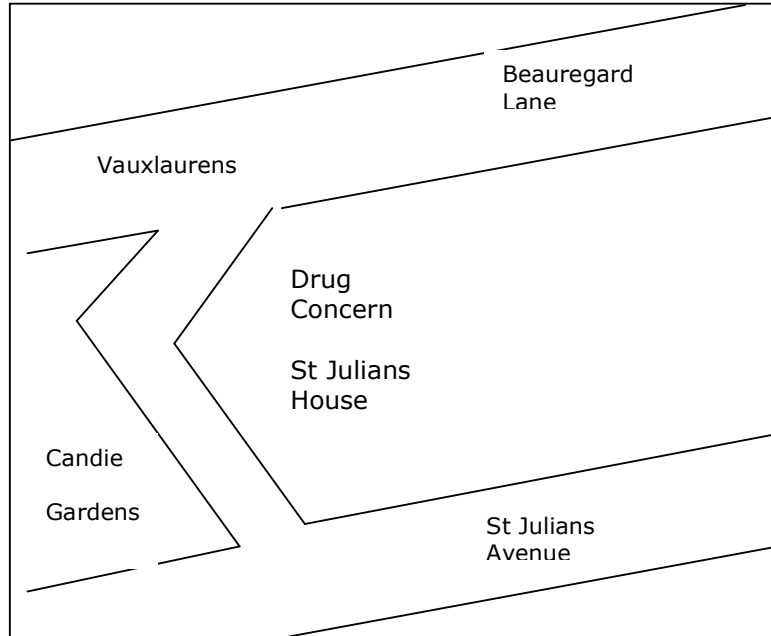 Beauregard
Lane
Vauxlaurens
Drug
Concern
St Julians
House
Candie
Gardens
St Julians
Avenue